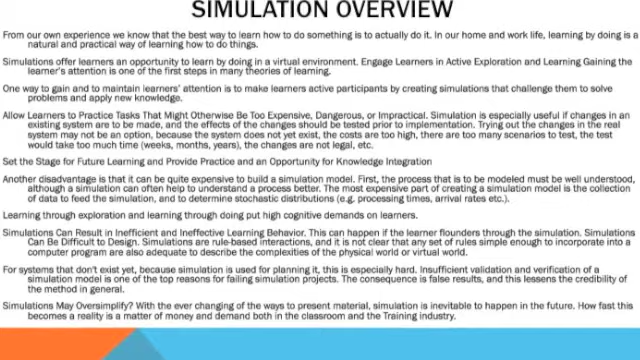 SIMULATION OVERVIEW
From our own experience we know that the best way to learn how to do something is to actually do it. In our home and work life, learning by doing is a
natural and practical way of learning how to do things.
Simulations offer learners an opportunity to learn by doing in a virtual environment. Engage Learners in Active Exploration and Learning Gaining the
learner's attention is one of the first steps in many theories of learning.
One way to gain and to maintain learners' attention is to make learners active participants by creating simulations that challenge them to solve
problems and apply new knowledge.
Allow Learners to Practice Tasks That Might Otherwise Be Too Expensive, Dangerous, or Impractical. Simulation is especially useful if changes in an
existing system are to be made, and the effects of the changes should be tested prior to implementation. Trying out the changes in the real
system may not be an option, because the system does not yet exist, the costs are too high, there are too many scenarios to test, the test
would take too much time (weeks, months, years), the changes are not legal, etc.
Set the Stage for Future Learning and Provide Practice and an Opportunity for Knowledge Integration
Another disadvantage is that it can be quite expensive to build a simulation model. First, the process that is to be modeled must be well understood,
although a simulation can often help to understand a process better. The most expensive part of creating a simulation model is the collection
of data to feed the simulation, and to determine stochastic distributions (e.g. processing times, arrival rates etc.).
Learning through exploration and learning through doing put high cognitive demands on learners.
Simulations Can Result in Inefficient and Ineffective Learning Behavior. This can happen if the learner flounders through the simulation. Simulations
Can Be Difficult to Design. Simulations are rule-based interactions, and it is not clear that any set of rules simple enough to incorporate into a
computer program are also adequate to describe the complexities of the physical world or virtual world.
For systems that don't exist yet, because simulation is used for planning it, this is especially hard. Insufficient validation and verification of a
simulation model is one of the top reasons for failing simulation projects. The consequence is false results, and this lessens the credibility of
the method in general.
Simulations May Oversimplify? With the ever changing of the ways to present material, simulation is inevitable to happen in the future. How fast this
becomes a reality is a matter of money and demand both in the classroom and the Training industry.